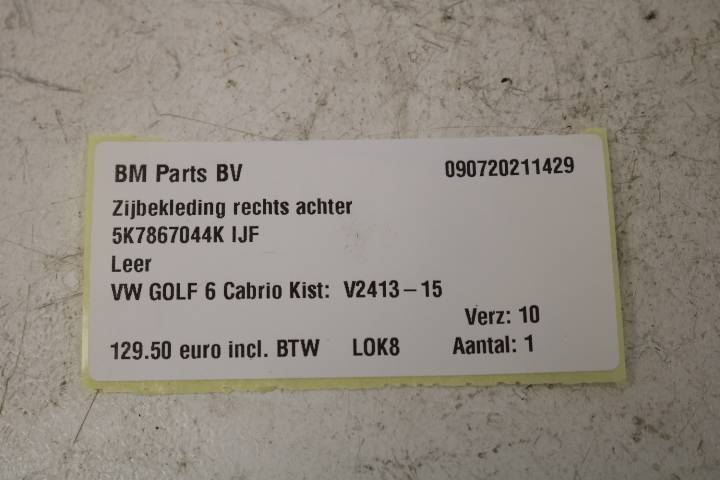 BM Parts BV 090720211429
Zijbekleding rechts achter
5K7867044K IJF
Leer
VW GOLF 6 Cabrio Kist: V2413-15
Verz: 10
129.50 euro incl. BTW LOK8 Aantal: 1